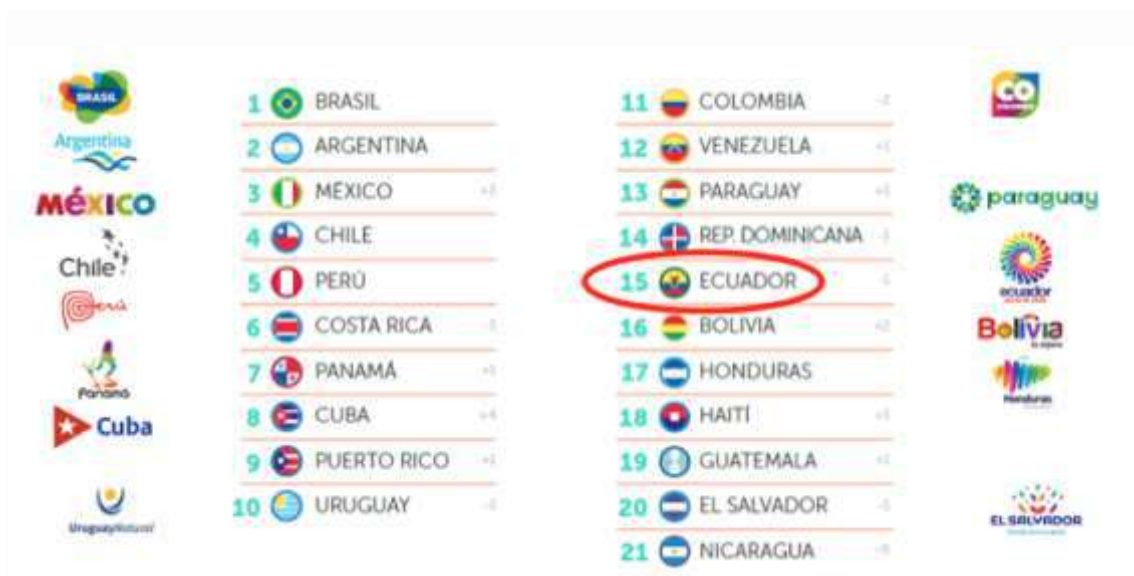 BRASIL
Argentina
MéXICO
Chile
Perú
Panamá
Cuba
UruguayNatural
1 BRASIL
2 ARGENTINA
3 MÉXICO
4 CHILE
5 PERÚ
6 COSTA RICA
7 PANAMÁ
8 CUBA
9 PUERTO RICO
10 URUGUAY
11 COLOMBIA
12 VENEZUELA
13 PARAGUAY
14 REP. DOMINICANA
15 ECUADOR
16 BOLIVIA
17 HONDURAS
18 HAITÍ
19 GUATEMALA
20 EL SALVADOR
21 NICARAGUA
CO
paraguay
ecuador
Bolivia
Honduras
EL SALVADOR